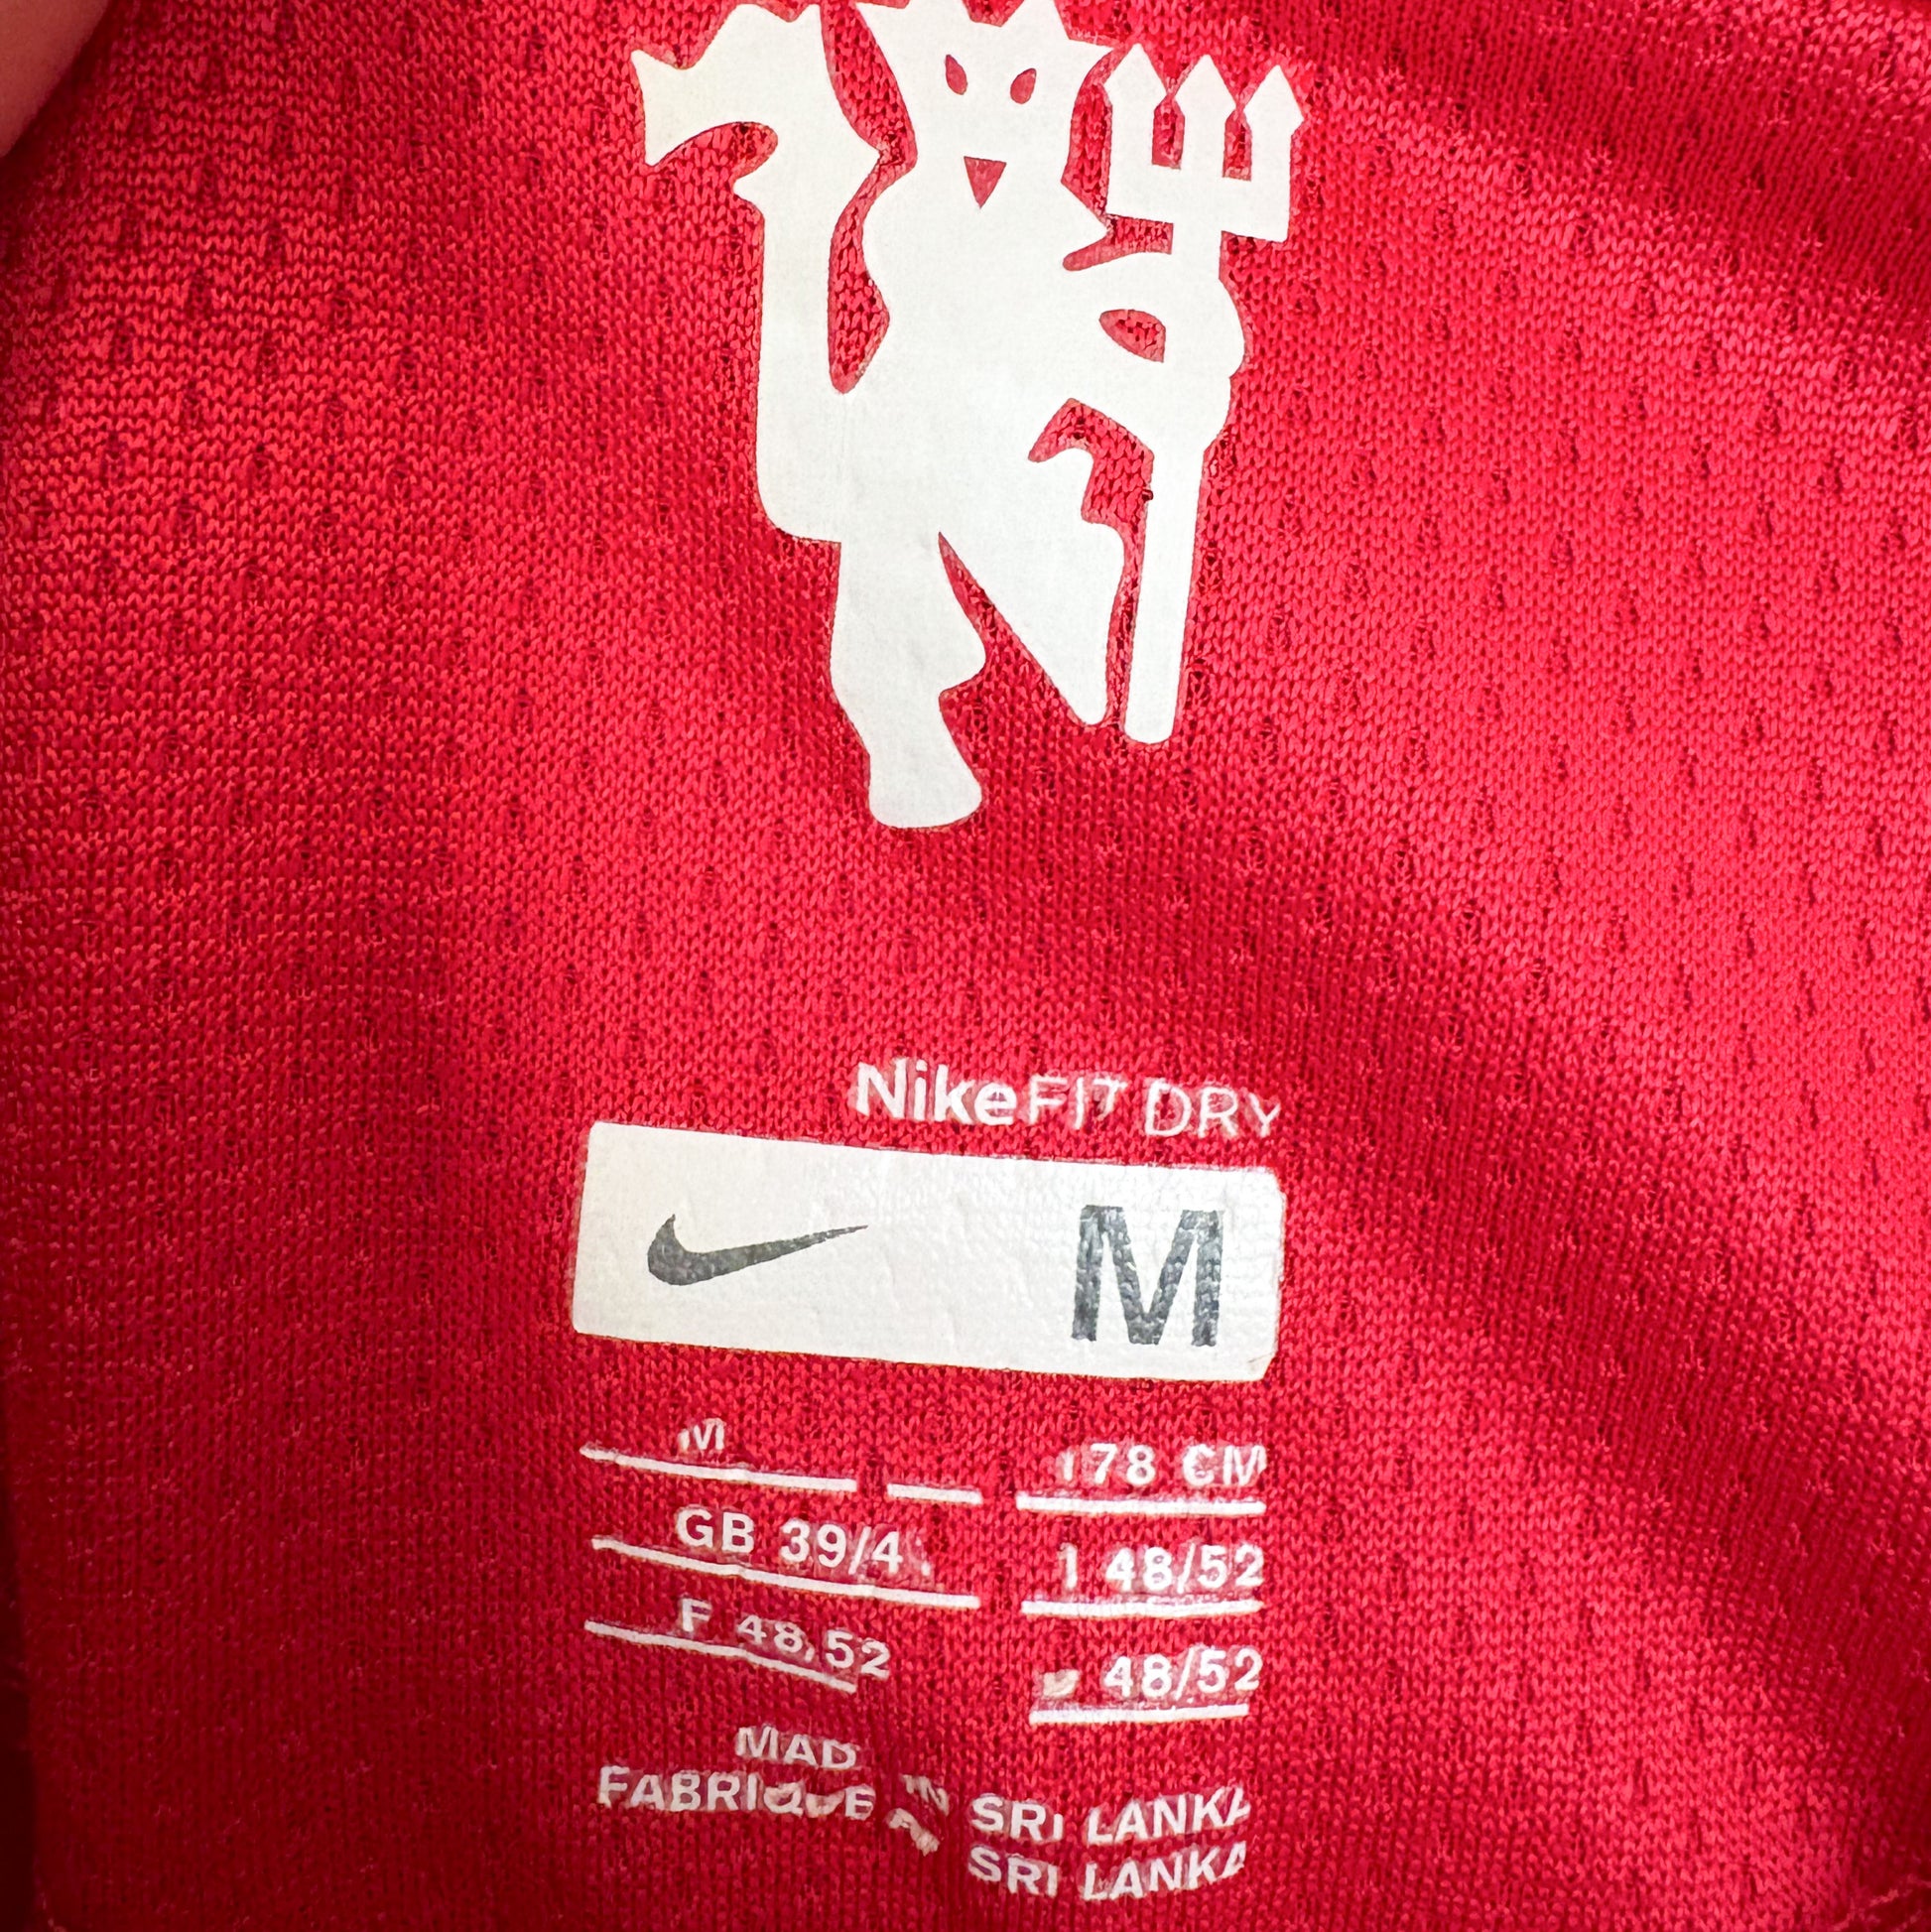 NikeFIT DRY
M
M 178 CM
GB 39/4 I 48/52
F 48/52 48/52
MAD IN SRI LANKA
FABRIQUE SRI LANKA